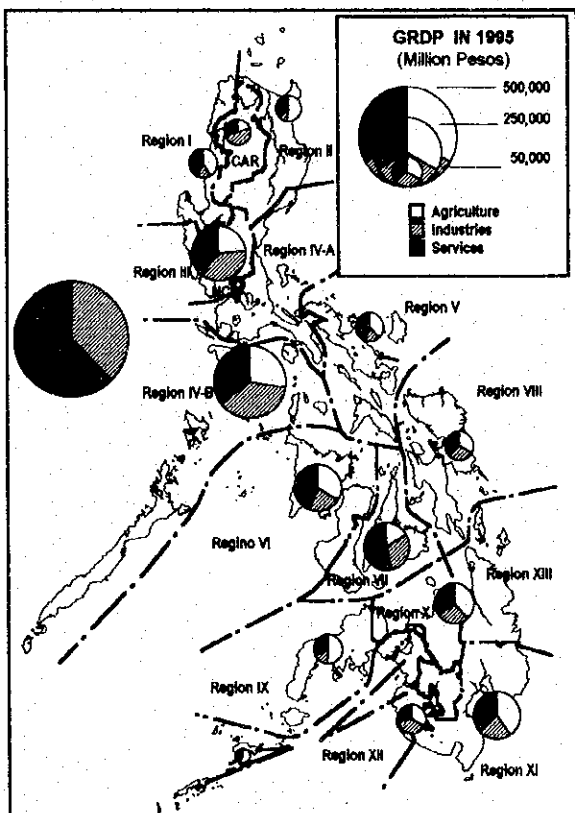 GRDP IN 1995
(Million Pesos)
500,000
250,000
50,000
Agriculture
Industries
Services
Region I
CAR
Region II
Region III
Region IV-A
Region V
Region IV-B
Region VIII
Regino VI
Region VII
Region XIII
Region X
Region IX
Region XII
Region XI